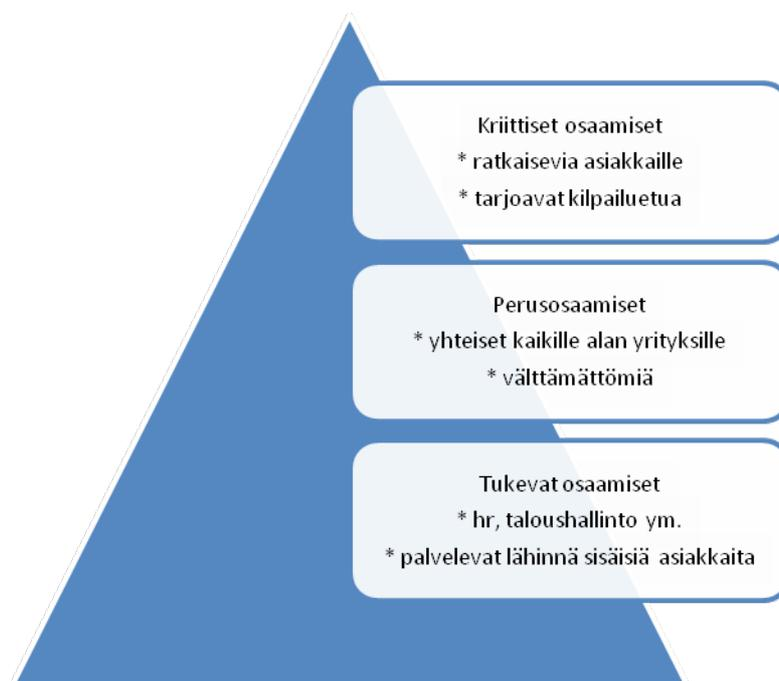 Kriittiset osaamiset
* ratkaisevia asiakkaille
* tarjoavat kilpailuetua
Perusosaamiset
* yhteiset kaikille alan yrityksille
* välttämättömiä
Tukevat osaamiset
* hr, taloushallinto ym.
* palvelevat lähinnä sisäisiä asiakkaita